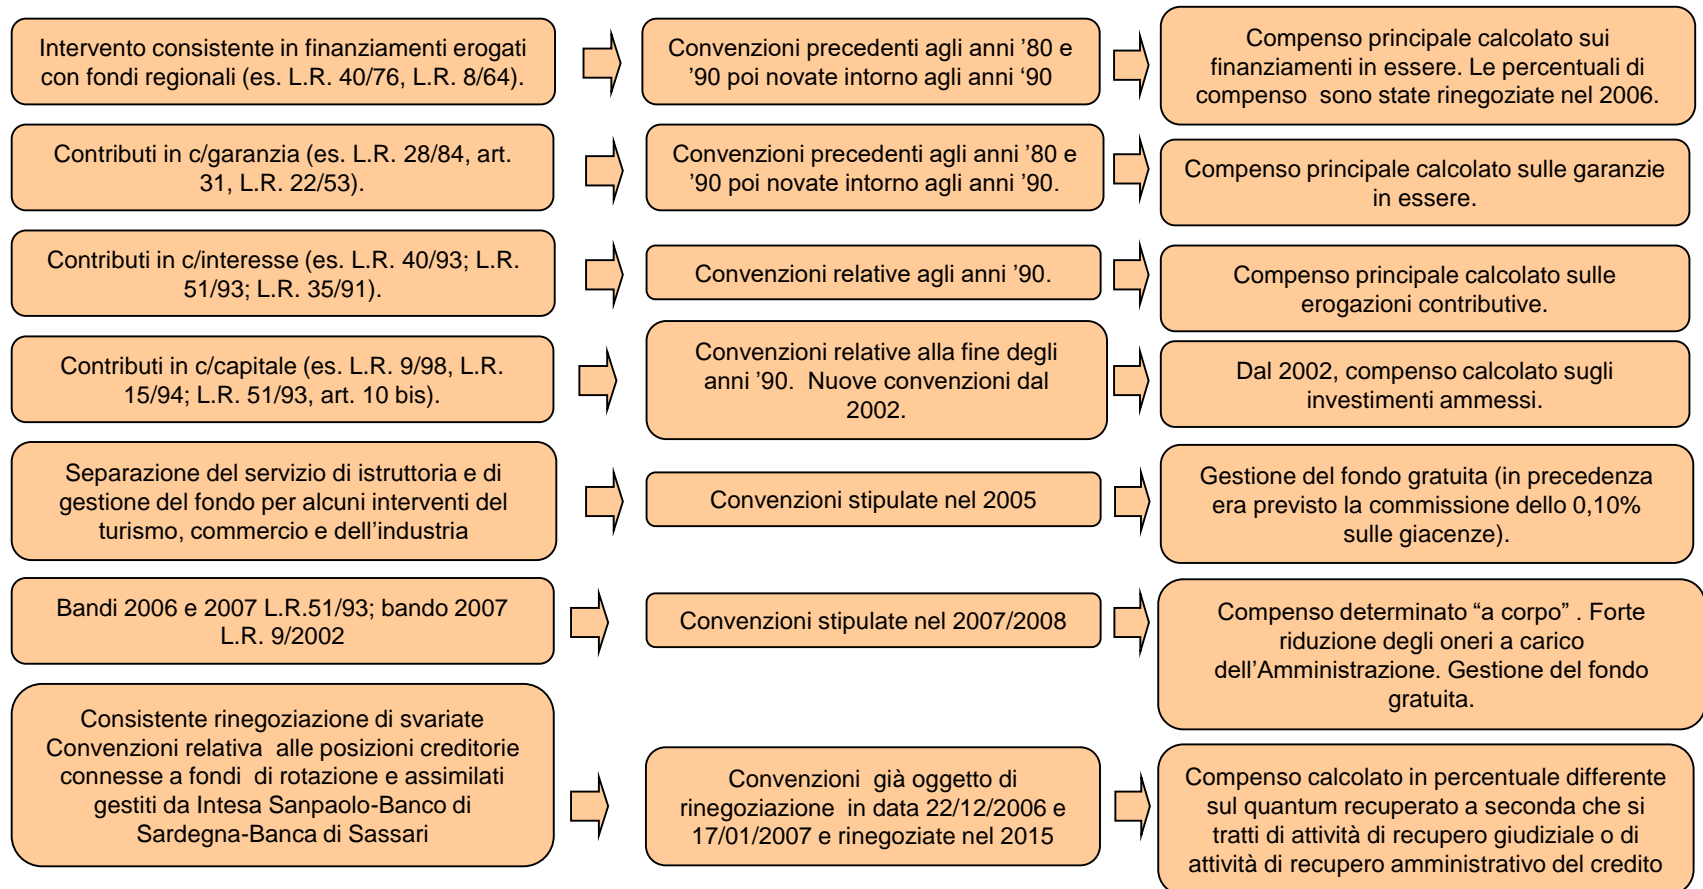 Intervento consistente in finanziamenti erogati
con fondi regionali (es. L.R. 40/76, L.R. 8/64).
Convenzioni precedenti agli anni ’80 e
’90 poi novate intorno agli anni ‘90
Compenso principale calcolato sui
finanziamenti in essere. Le percentuali di
compenso sono state rinegoziate nel 2006.
Contributi in c/garanzia (es. L.R. 28/84, art.
31, L.R. 22/53).
Convenzioni precedenti agli anni ’80 e
’90 poi novate intorno agli anni ’90.
Compenso principale calcolato sulle garanzie
in essere.
Contributi in c/interesse (es. L.R. 40/93; L.R.
51/93; L.R. 35/91).
Convenzioni relative agli anni ’90.
Compenso principale calcolato sulle
erogazioni contributive.
Contributi in c/capitale (es. L.R. 9/98, L.R.
15/94; L.R. 51/93, art. 10 bis).
Convenzioni relative alla fine degli
anni ’90. Nuove convenzioni dal
2002.
Dal 2002, compenso calcolato sugli
investimenti ammessi.
Separazione del servizio di istruttoria e di
gestione del fondo per alcuni interventi del
turismo, commercio e dell’industria
Convenzioni stipulate nel 2005
Gestione del fondo gratuita (in precedenza
era previsto la commissione dello 0,10%
sulle giacenze).
Bandi 2006 e 2007 L.R.51/93; bando 2007
L.R. 9/2002
Convenzioni stipulate nel 2007/2008
Compenso determinato “a corpo” . Forte
riduzione degli oneri a carico
dell’Amministrazione. Gestione del fondo
gratuita.
Consistente rinegoziazione di svariate
Convenzioni relativa alle posizioni creditorie
connesse a fondi di rotazione e assimilati
gestiti da Intesa Sanpaolo-Banco di
Sardegna-Banca di Sassari
Convenzioni già oggetto di
rinegoziazione in data 22/12/2006 e
17/01/2007 e rinegoziate nel 2015
Compenso calcolato in percentuale differente
sul quantum recuperato a seconda che si
tratti di attività di recupero giudiziale o di
attività di recupero amministrativo del credito